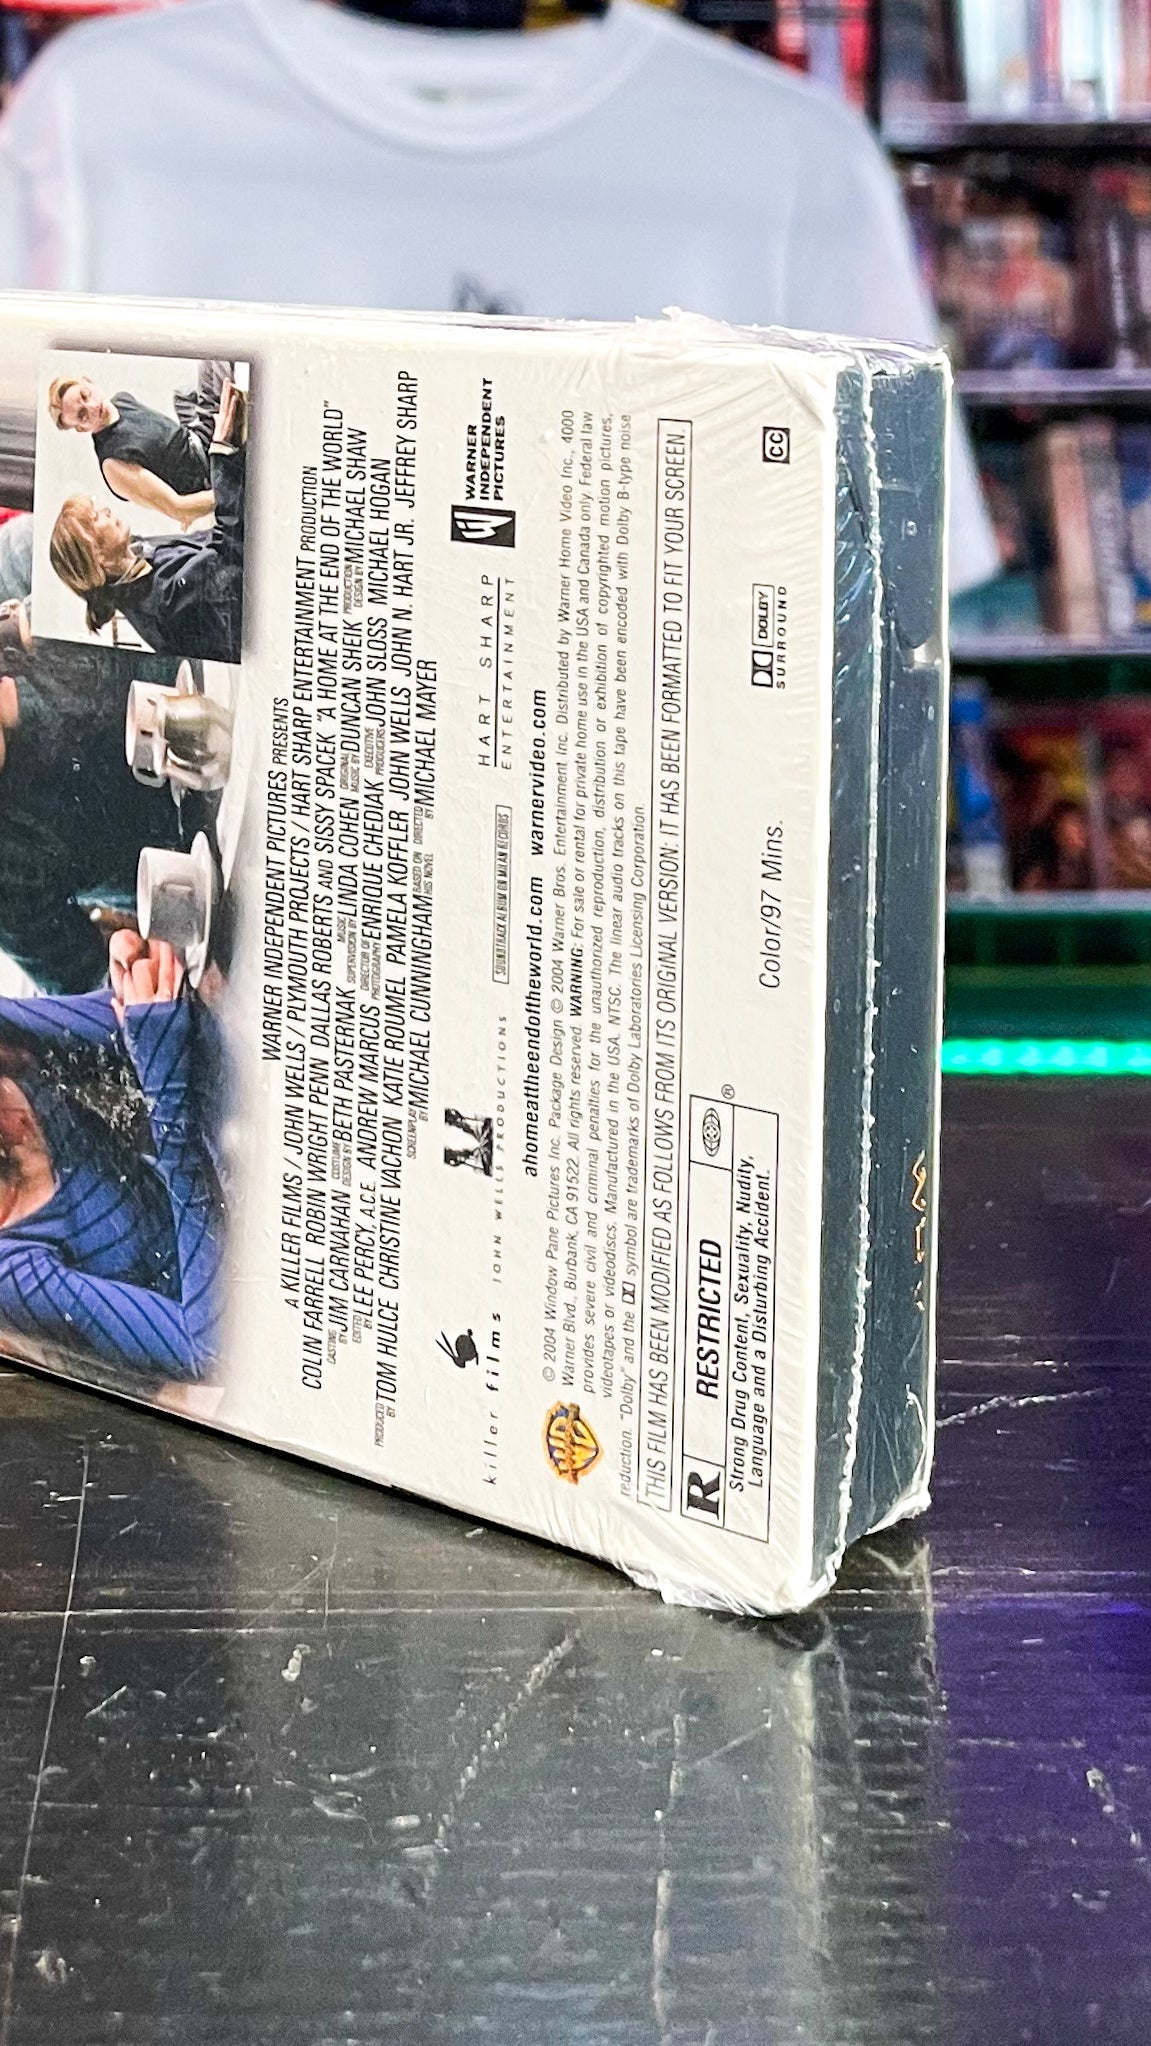 WARNER INDEPENDENT PICTURES PRESENTS
A KILLER FILMS / JOHN WELLS / PLYMOUTH PROJECTS / HART SHARP ENTERTAINMENT PRODUCTION
COLIN FARRELL ROBIN WRIGHT PENN DALLAS ROBERTS AND SISSY SPACEK "A HOME AT THE END OF THE WORLD"
CASTING BY JIM CARNAHAN COSTUME DESIGN BY BETH PASTERNAK MUSIC SUPERVISION BY LINDA COHEN ORIGINAL MUSIC BY DUNCAN SHEIK PRODUCTION DESIGN BY MICHAEL SHAW
EDITED BY LEE PERCY, A.C.E. ANDREW MARCUS DIRECTOR OF PHOTOGRAPHY ENRIQUE CHEDIAK EXECUTIVE PRODUCERS JOHN SLOSS MICHAEL HOGAN
PRODUCED BY TOM HULCE CHRISTINE VACHON KATIE ROUMEL PAMELA KOFFLER JOHN WELLS JOHN N. HART JR. JEFFREY SHARP
SCREENPLAY BY MICHAEL CUNNINGHAM BASED ON HIS NOVEL DIRECTED BY MICHAEL MAYER
killer films
JOHN WELLS PRODUCTIONS
SOUNDTRACK ALBUM ON MILAN RECORDS
HART SHARP
ENTERTAINMENT
WARNER
INDEPENDENT
PICTURES
ahomeattheendoftheworld.com warnervideo.com
© 2004 Window Pane Pictures Inc. Package Design © 2004 Warner Bros. Entertainment Inc. Distributed by Warner Home Video Inc., 4000
Warner Blvd., Burbank, CA 91522. All rights reserved. WARNING: For sale or rental for private home use in the USA and Canada only. Federal law
provides severe civil and criminal penalties for the unauthorized reproduction, distribution or exhibition of copyrighted motion pictures,
videotapes or videodiscs. Manufactured in the USA. NTSC. The linear audio tracks on this tape have been encoded with Dolby B-type noise
reduction. "Dolby" and the symbol are trademarks of Dolby Laboratories Licensing Corporation.
WB
THIS FILM HAS BEEN MODIFIED AS FOLLOWS FROM ITS ORIGINAL VERSION: IT HAS BEEN FORMATTED TO FIT YOUR SCREEN.
R RESTRICTED ®
Strong Drug Content, Sexuality, Nudity,
Language and a Disturbing Accident.
Color/97 Mins.
DOLBY
SURROUND
CC